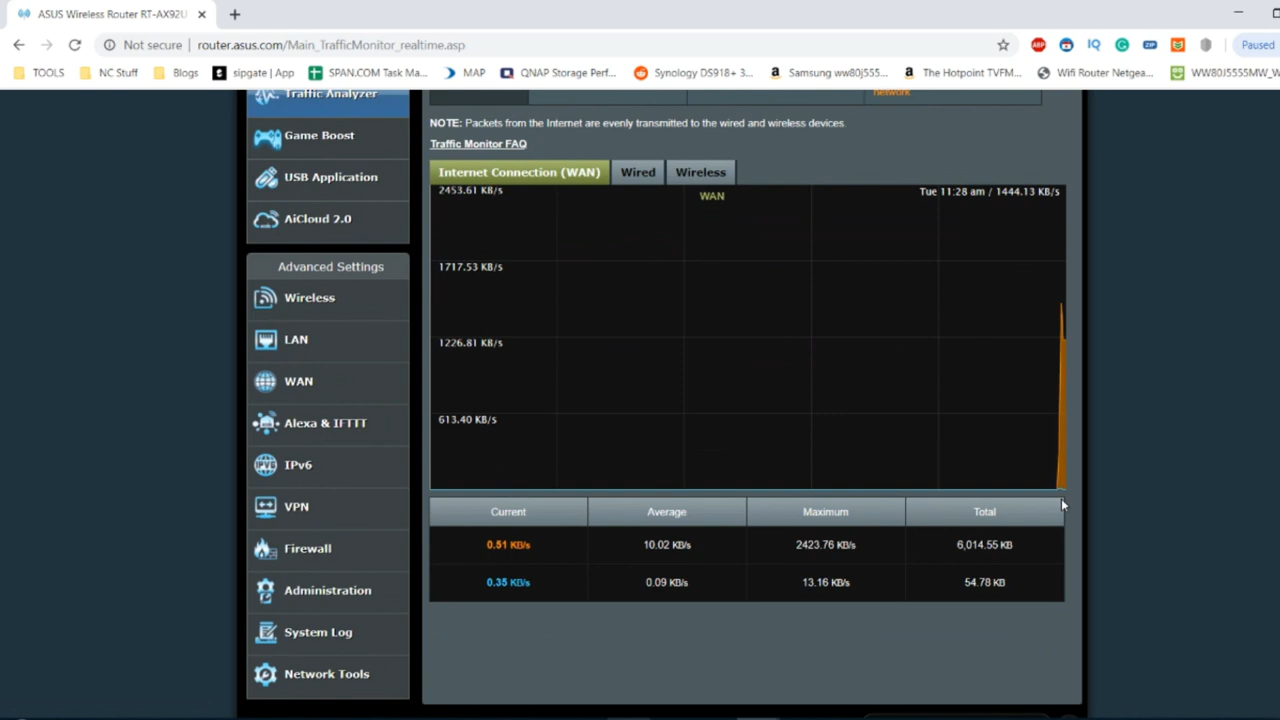 ASUS Wireless Router RT-AX92U
Not secure router.asus.com/Main_TrafficMonitor_realtime.asp
ABP IQ ZIP Paused
TOOLS NC Stuff Blogs sipgate | App SPAN.COM Task Ma... MAP QNAP Storage Perf... Synology DS918+ 3... Samsung ww80j555... The Hotpoint TVFM... Wifi Router Netgea... WW80J5555MW_W
Traffic Analyzer
network
Game Boost
USB Application
AiCloud 2.0
Advanced Settings
Wireless
LAN
WAN
Alexa & IFTTT
IPv6
VPN
Firewall
Administration
System Log
Network Tools
NOTE: Packets from the Internet are evenly transmitted to the wired and wireless devices.
Traffic Monitor FAQ
Internet Connection (WAN) Wired Wireless
2453.61 KB/s WAN Tue 11:28 am / 1444.13 KB/s
1717.53 KB/s
1226.81 KB/s
613.40 KB/s
Current Average Maximum Total
0.51 KB/s 10.02 KB/s 2423.76 KB/s 6,014.55 KB
0.35 KB/s 0.09 KB/s 13.16 KB/s 54.78 KB